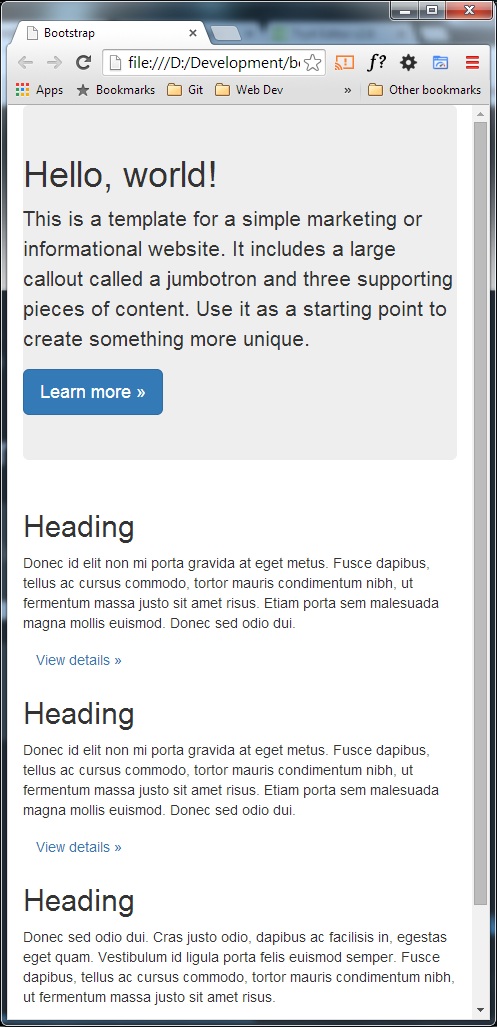 Bootstrap
file:///D:/Development/b
f?
Apps Bookmarks Git Web Dev » Other bookmarks
Hello, world!
This is a template for a simple marketing or
informational website. It includes a large
callout called a jumbotron and three supporting
pieces of content. Use it as a starting point to
create something more unique.
Learn more »
Heading
Donec id elit non mi porta gravida at eget metus. Fusce dapibus,
tellus ac cursus commodo, tortor mauris condimentum nibh, ut
fermentum massa justo sit amet risus. Etiam porta sem malesuada
magna mollis euismod. Donec sed odio dui.
View details »
Heading
Donec id elit non mi porta gravida at eget metus. Fusce dapibus,
tellus ac cursus commodo, tortor mauris condimentum nibh, ut
fermentum massa justo sit amet risus. Etiam porta sem malesuada
magna mollis euismod. Donec sed odio dui.
View details »
Heading
Donec sed odio dui. Cras justo odio, dapibus ac facilisis in, egestas
eget quam. Vestibulum id ligula porta felis euismod semper. Fusce
dapibus, tellus ac cursus commodo, tortor mauris condimentum nibh,
ut fermentum massa justo sit amet risus.